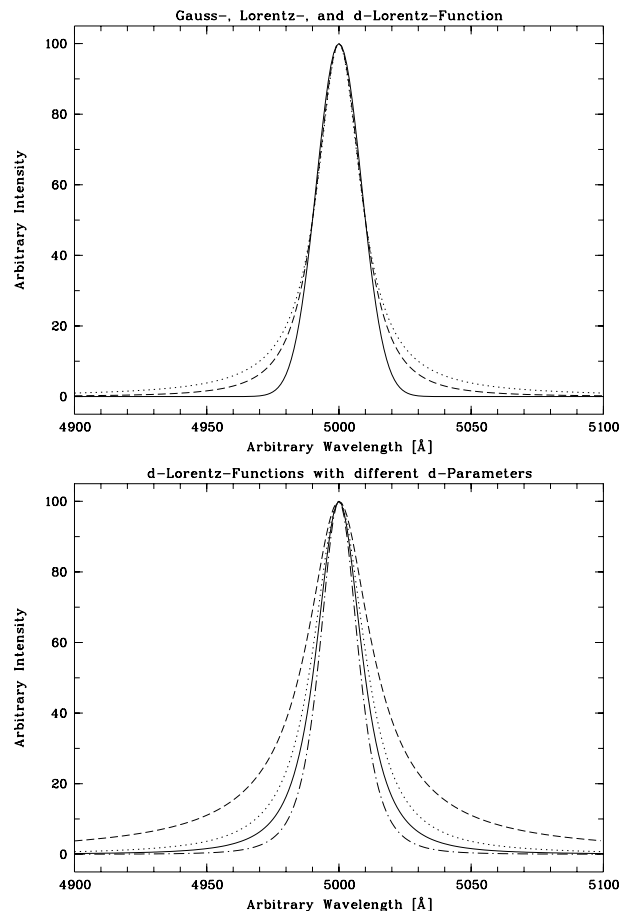 Gauss-, Lorentz-, and d-Lorentz-Function
100
80
60
40
20
0
Arbitrary Intensity
4900 4950 5000 5050 5100
Arbitrary Wavelength [Å]
d-Lorentz-Functions with different d-Parameters
100
80
60
40
20
0
Arbitrary Intensity
4900 4950 5000 5050 5100
Arbitrary Wavelength [Å]